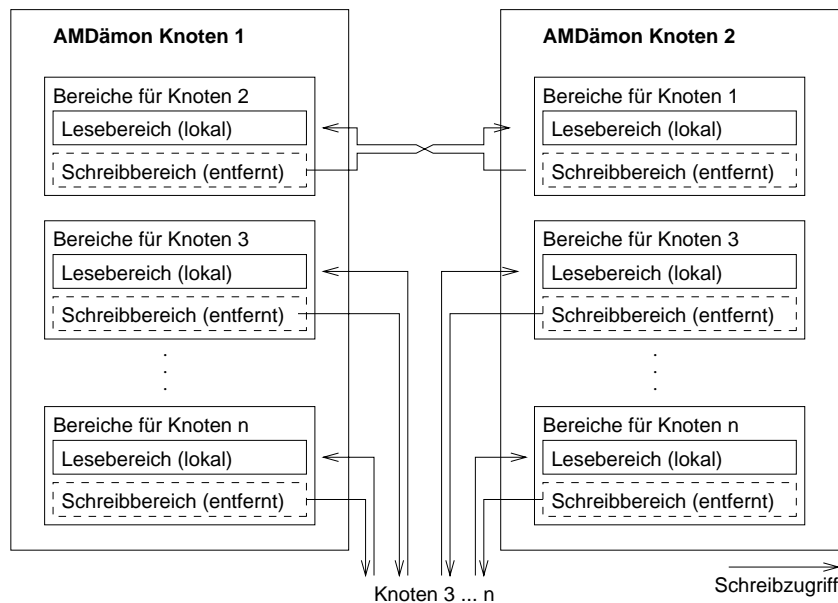 AMDämon Knoten 1
Bereiche für Knoten 2
Lesebereich (lokal)
Schreibbereich (entfernt)
Bereiche für Knoten 3
Lesebereich (lokal)
Schreibbereich (entfernt)
.
.
.
Bereiche für Knoten n
Lesebereich (lokal)
Schreibbereich (entfernt)
AMDämon Knoten 2
Bereiche für Knoten 1
Lesebereich (lokal)
Schreibbereich (entfernt)
Bereiche für Knoten 3
Lesebereich (lokal)
Schreibbereich (entfernt)
.
.
.
Bereiche für Knoten n
Lesebereich (lokal)
Schreibbereich (entfernt)
Knoten 3 ... n
Schreibzugriff